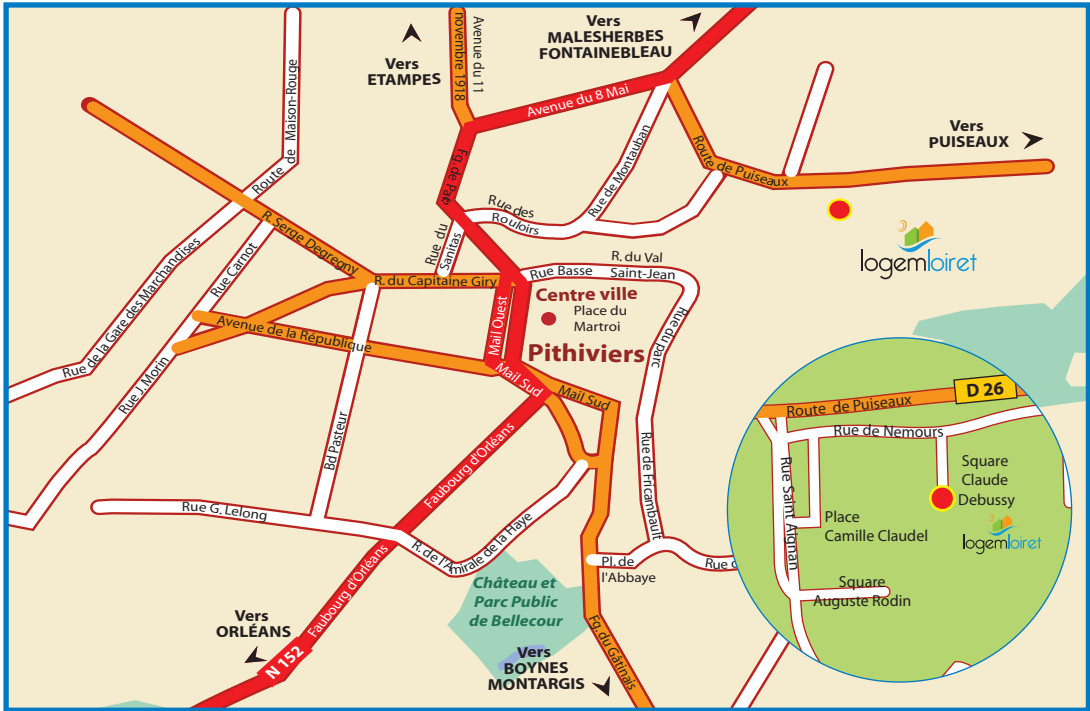 Vers
ETAMPES
Avenue du 11
novembre 1918
Vers
MALESHERBES
FONTAINEBLEAU
Avenue du 8 Mai
Vers
PUISEAUX
Route de Puiseaux
Route
de Maison-Rouge
Fg. de Paris
Rue de Montauban
Rue des
Rouloirs
Rue du
Sanitas
R. Serge Degregny
Rue Carnot
Rue de la Gare des Marchandises
Rue J. Morin
R. du Capitaine Giry
Rue Basse
R. du Val
Saint-Jean
Rue du parc
logemloiret
Centre ville
Place du
Martroi
Pithiviers
Mail Ouest
Mail Sud
Mail Sud
Avenue de la République
Bd Pasteur
Faubourg d'Orléans
Rue de Fricambault
Rue G. Lelong
R. de l'Amirale de la Haye
Faubourg d'Orléans
Pl. de
l'Abbaye
Château et
Parc Public
de Bellecour
Vers
ORLÉANS
N 152
Vers
BOYNES
MONTARGIS
Fg. du Gâtinais
D 26
Route de Puiseaux
Rue de Nemours
Rue Saint Aignan
Square
Claude
Debussy
logemloiret
Place
Camille Claudel
Square
Auguste Rodin